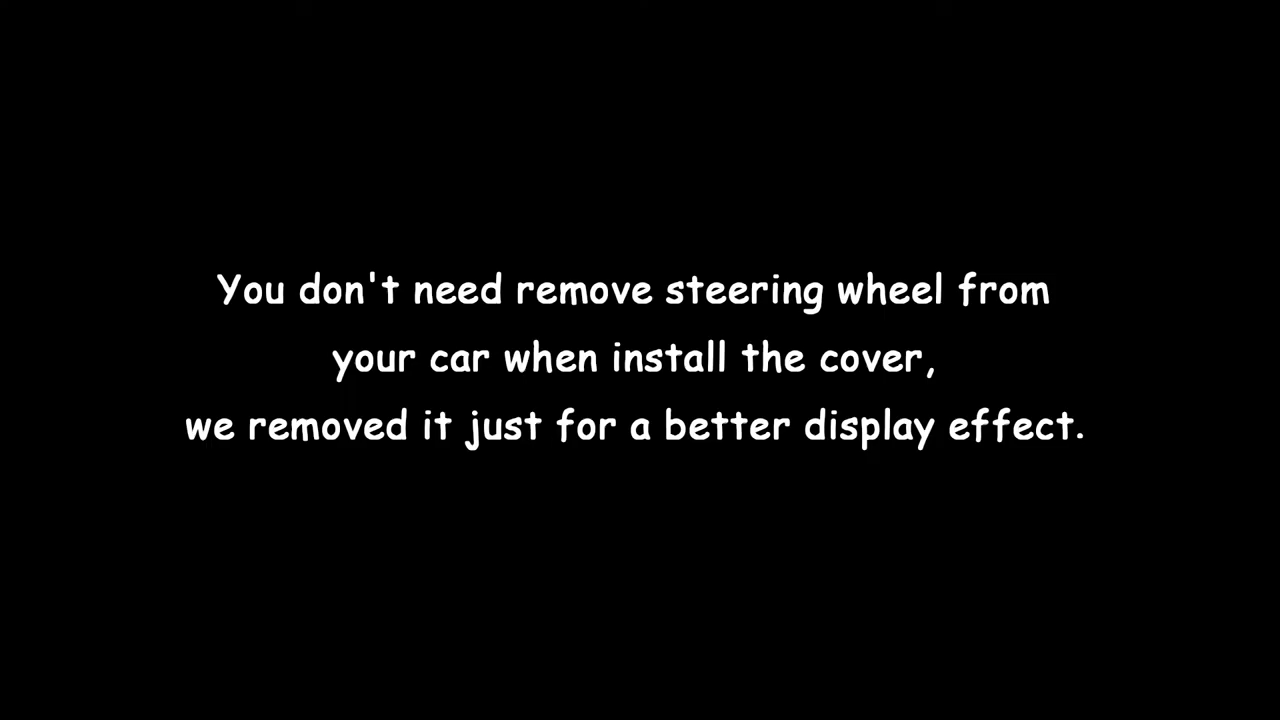 You don't need remove steering wheel from
your car when install the cover,
we removed it just for a better display effect.